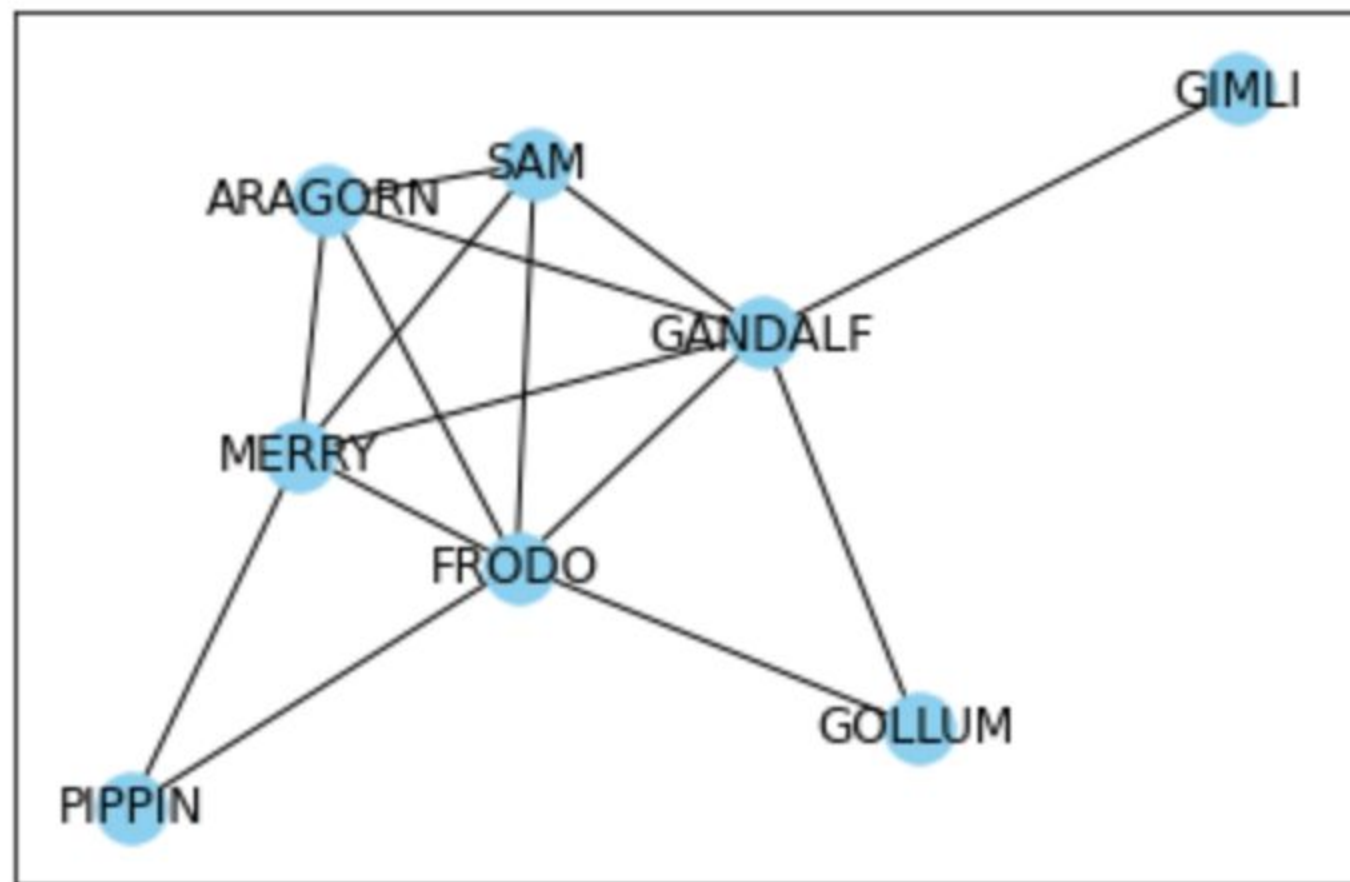 GIMLI
SAM
ARAGORN
GANDALF
MERRY
FRODO
GOLLUM
PIPPIN